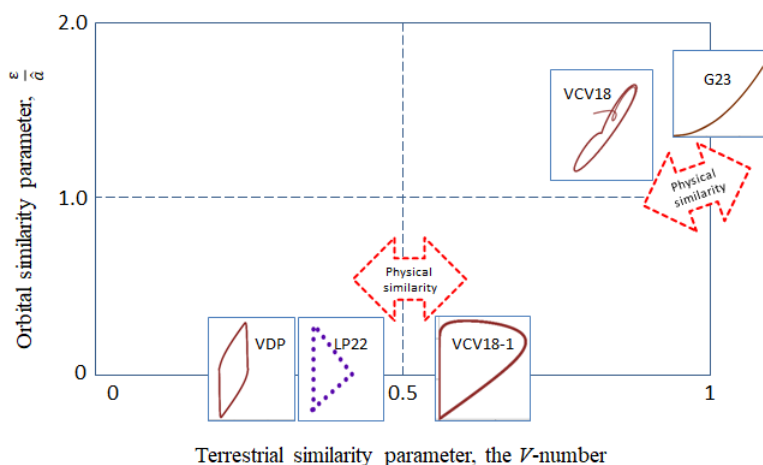 2.0
G23
VCV18
Physical
similarity
1.0
Physical
similarity
VDP
LP22
VCV18-1
0
0
0.5
1
Orbital similarity parameter, ε/â
Terrestrial similarity parameter, the V-number